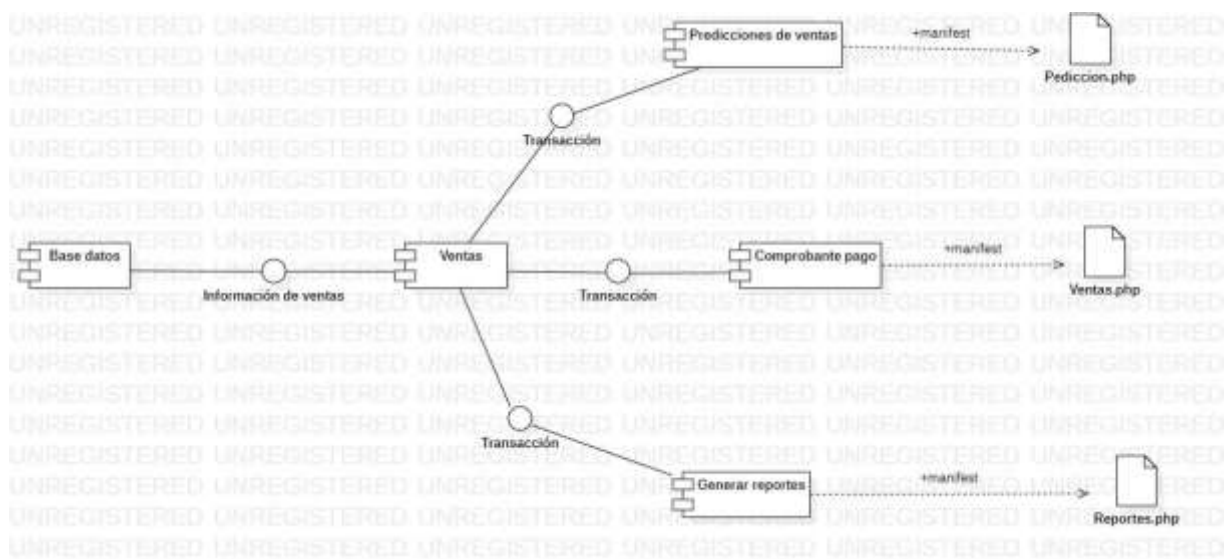 Predicciones de ventas
+manifest
Pediccion.php
Transacción
Base datos
Información de ventas
Ventas
Transacción
Comprobante pago
+manifest
Ventas.php
Transacción
Generar reportes
+manifest
Reportes.php
UNREGISTERED